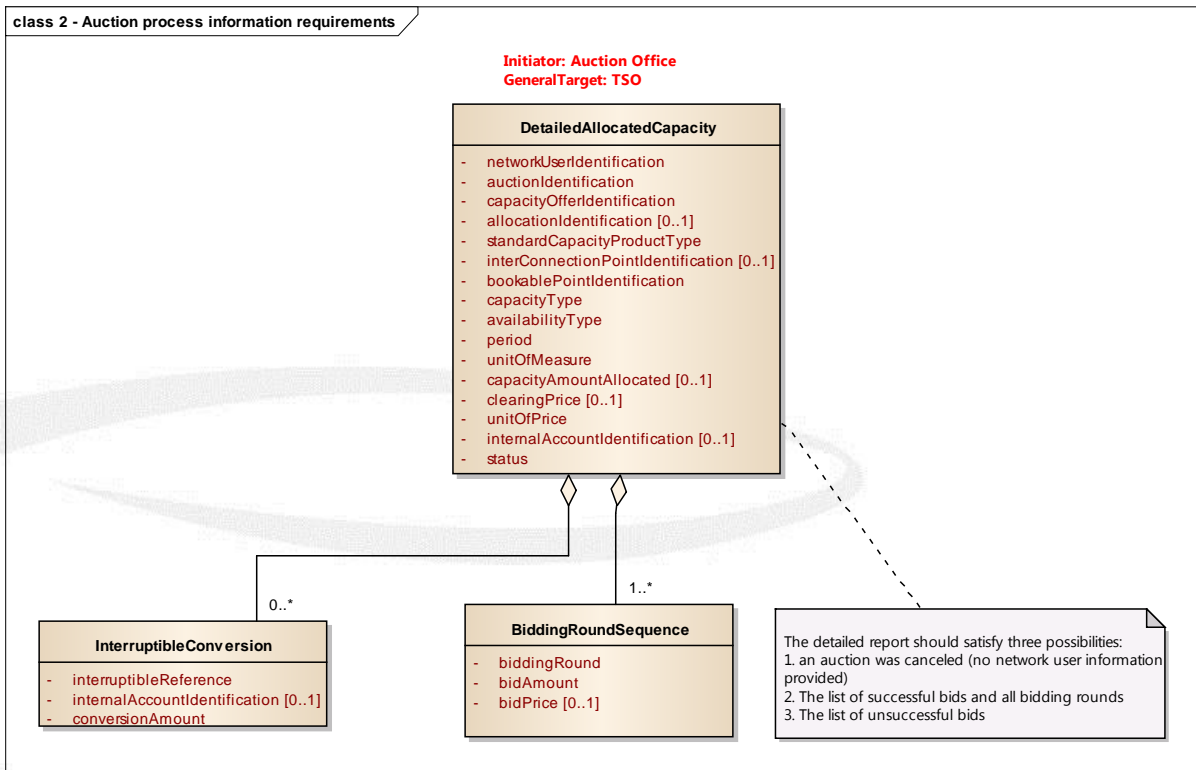 class 2 - Auction process information requirements
Initiator: Auction Office
GeneralTarget: TSO
DetailedAllocatedCapacity
- networkUserIdentification
- auctionIdentification
- capacityOfferIdentification
- allocationIdentification [0..1]
- standardCapacityProductType
- interConnectionPointIdentification [0..1]
- bookablePointIdentification
- capacityType
- availabilityType
- period
- unitOfMeasure
- capacityAmountAllocated [0..1]
- clearingPrice [0..1]
- unitOfPrice
- internalAccountIdentification [0..1]
- status
0..*
1..*
InterruptibleConversion
- interruptibleReference
- internalAccountIdentification [0..1]
- conversionAmount
BiddingRoundSequence
- biddingRound
- bidAmount
- bidPrice [0..1]
The detailed report should satisfy three possibilities:
1. an auction was canceled (no network user information
provided)
2. The list of successful bids and all bidding rounds
3. The list of unsuccessful bids